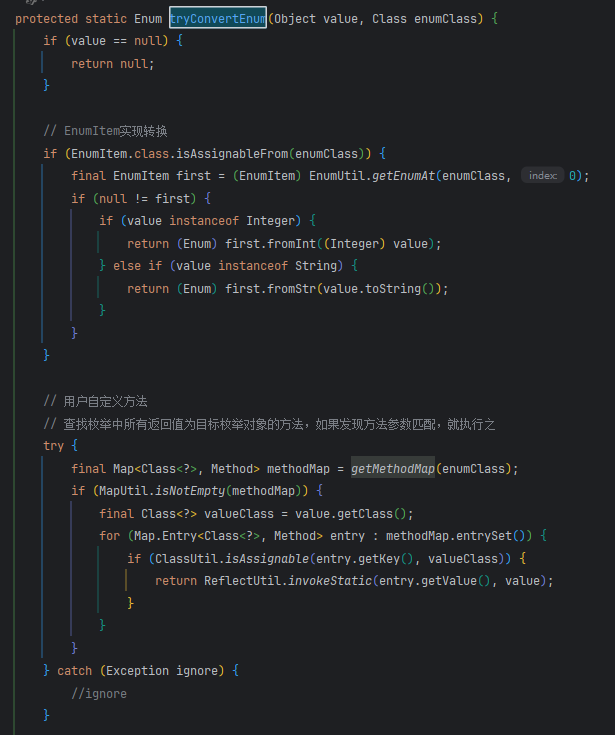 protected static Enum tryConvertEnum(Object value, Class enumClass) {
    if (value == null) {
        return null;
    }
    // EnumItem实现转换
    if (EnumItem.class.isAssignableFrom(enumClass)) {
        final EnumItem first = (EnumItem) EnumUtil.getEnumAt(enumClass, index: 0);
        if (null != first) {
            if (value instanceof Integer) {
                return (Enum) first.fromInt((Integer) value);
            } else if (value instanceof String) {
                return (Enum) first.fromStr(value.toString());
            }
        }
    }
    // 用户自定义方法
    // 查找枚举中所有返回值为目标枚举对象的方法，如果发现方法参数匹配，就执行之
    try {
        final Map<Class<?>, Method> methodMap = getMethodMap(enumClass);
        if (MapUtil.isNotEmpty(methodMap)) {
            final Class<?> valueClass = value.getClass();
            for (Map.Entry<Class<?>, Method> entry : methodMap.entrySet()) {
                if (ClassUtil.isAssignable(entry.getKey(), valueClass)) {
                    return ReflectUtil.invokeStatic(entry.getValue(), value);
                }
            }
        }
    } catch (Exception ignore) {
        //ignore
    }